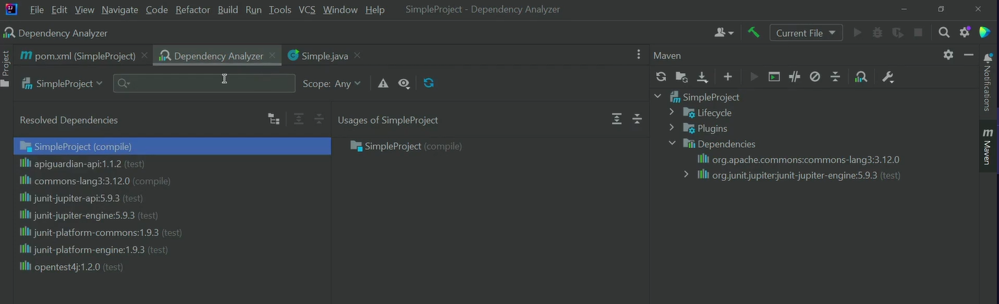 File Edit View Navigate Code Refactor Build Run Tools VCS Window Help SimpleProject - Dependency Analyzer
Dependency Analyzer
Current File
pom.xml (SimpleProject)
Dependency Analyzer
Simple.java
Maven
Project
SimpleProject
Scope: Any
Resolved Dependencies
Usages of SimpleProject
SimpleProject (compile)
apiguardian-api:1.1.2 (test)
commons-lang3:3.12.0 (compile)
junit-jupiter-api:5.9.3 (test)
junit-jupiter-engine:5.9.3 (test)
junit-platform-commons:1.9.3 (test)
junit-platform-engine:1.9.3 (test)
opentest4j:1.2.0 (test)
SimpleProject (compile)
SimpleProject
Lifecycle
Plugins
Dependencies
org.apache.commons:commons-lang3:3.12.0
org.junit.jupiter:junit-jupiter-engine:5.9.3 (test)
Notifications
Maven